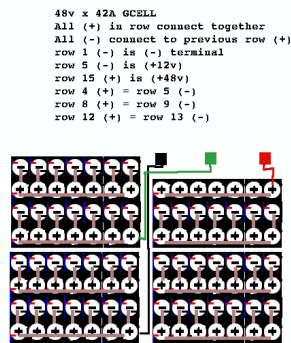 48v x 42A GCELL
All (+) in row connect together
All (-) connect to previous row (+)
row 1 (-) is (-) terminal
row 5 (-) is (+12v)
row 15 (+) is (+48v)
row 4 (+) = row 5 (-)
row 8 (+) = row 9 (-)
row 12 (+) = row 13 (-)